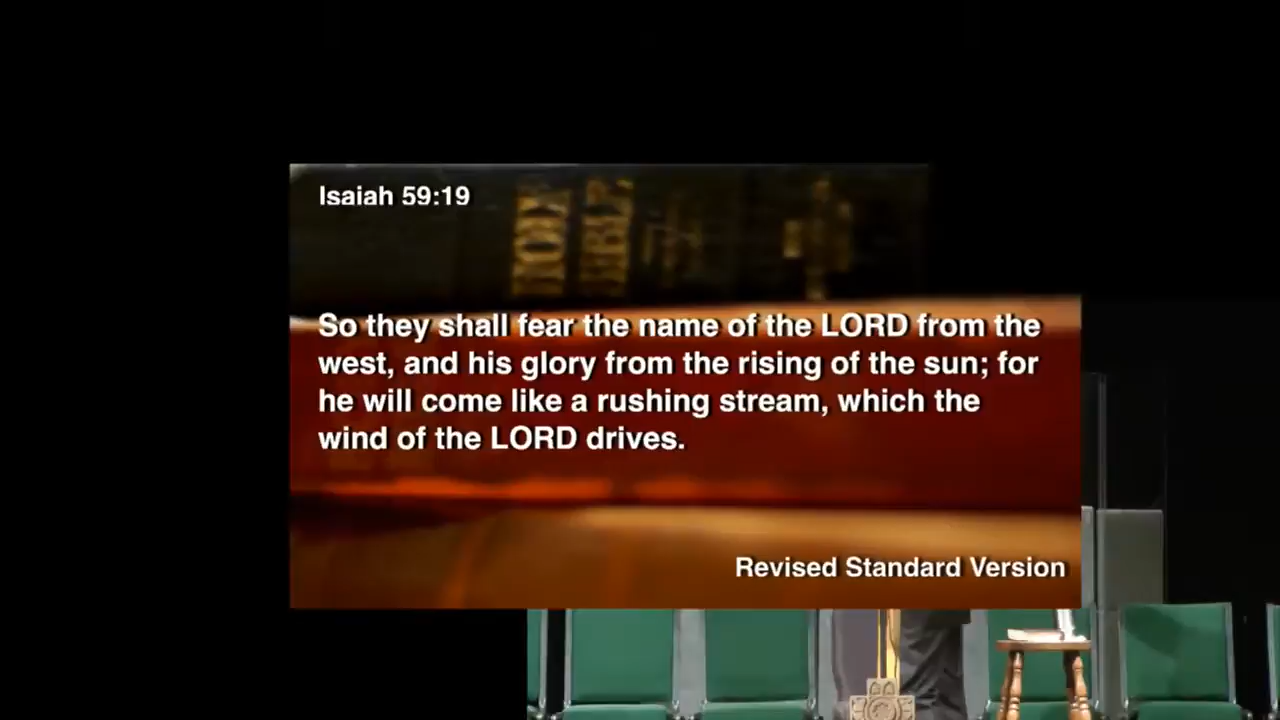 Isaiah 59:19
HOLY BIBLE
So they shall fear the name of the LORD from the
west, and his glory from the rising of the sun; for
he will come like a rushing stream, which the
wind of the LORD drives.
Revised Standard Version